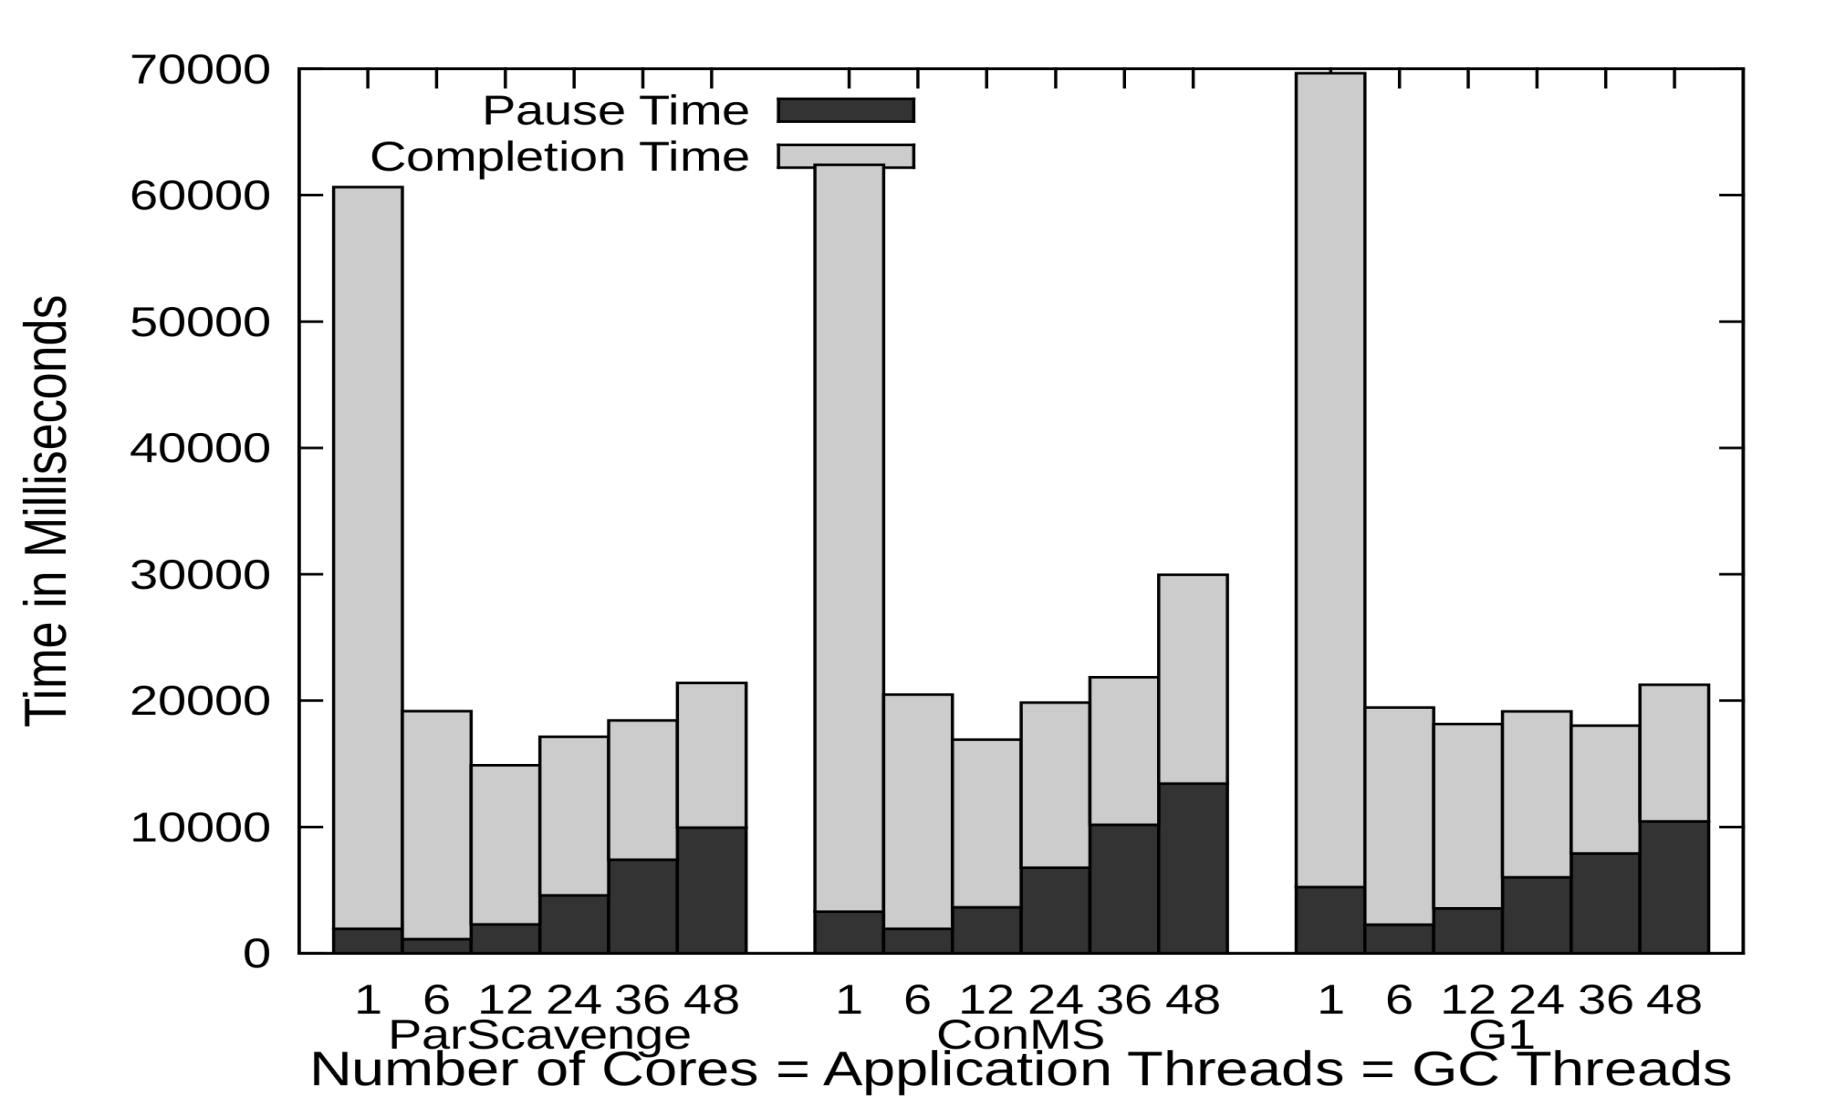 70000
Pause Time
Completion Time
60000
50000
40000
30000
20000
10000
0
Time in Milliseconds
1 6 12 24 36 48 1 6 12 24 36 48 1 6 12 24 36 48
ParScavenge ConMS G1
Number of Cores = Application Threads = GC Threads